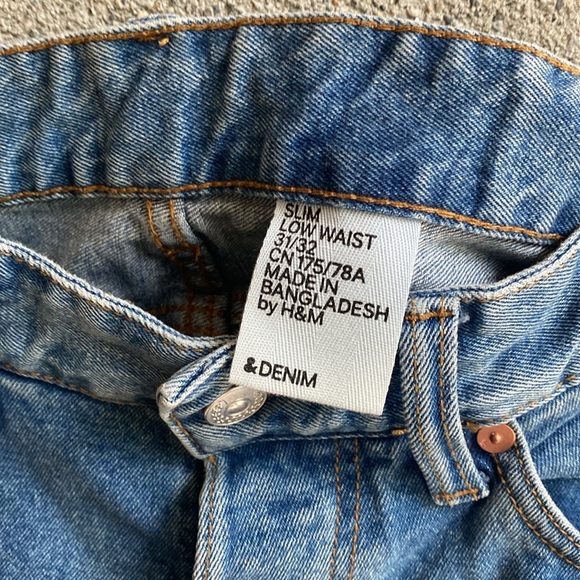 SLIM
LOW WAIST
31/32
CN 175/78A
MADE IN
BANGLADESH
by H&M
&DENIM